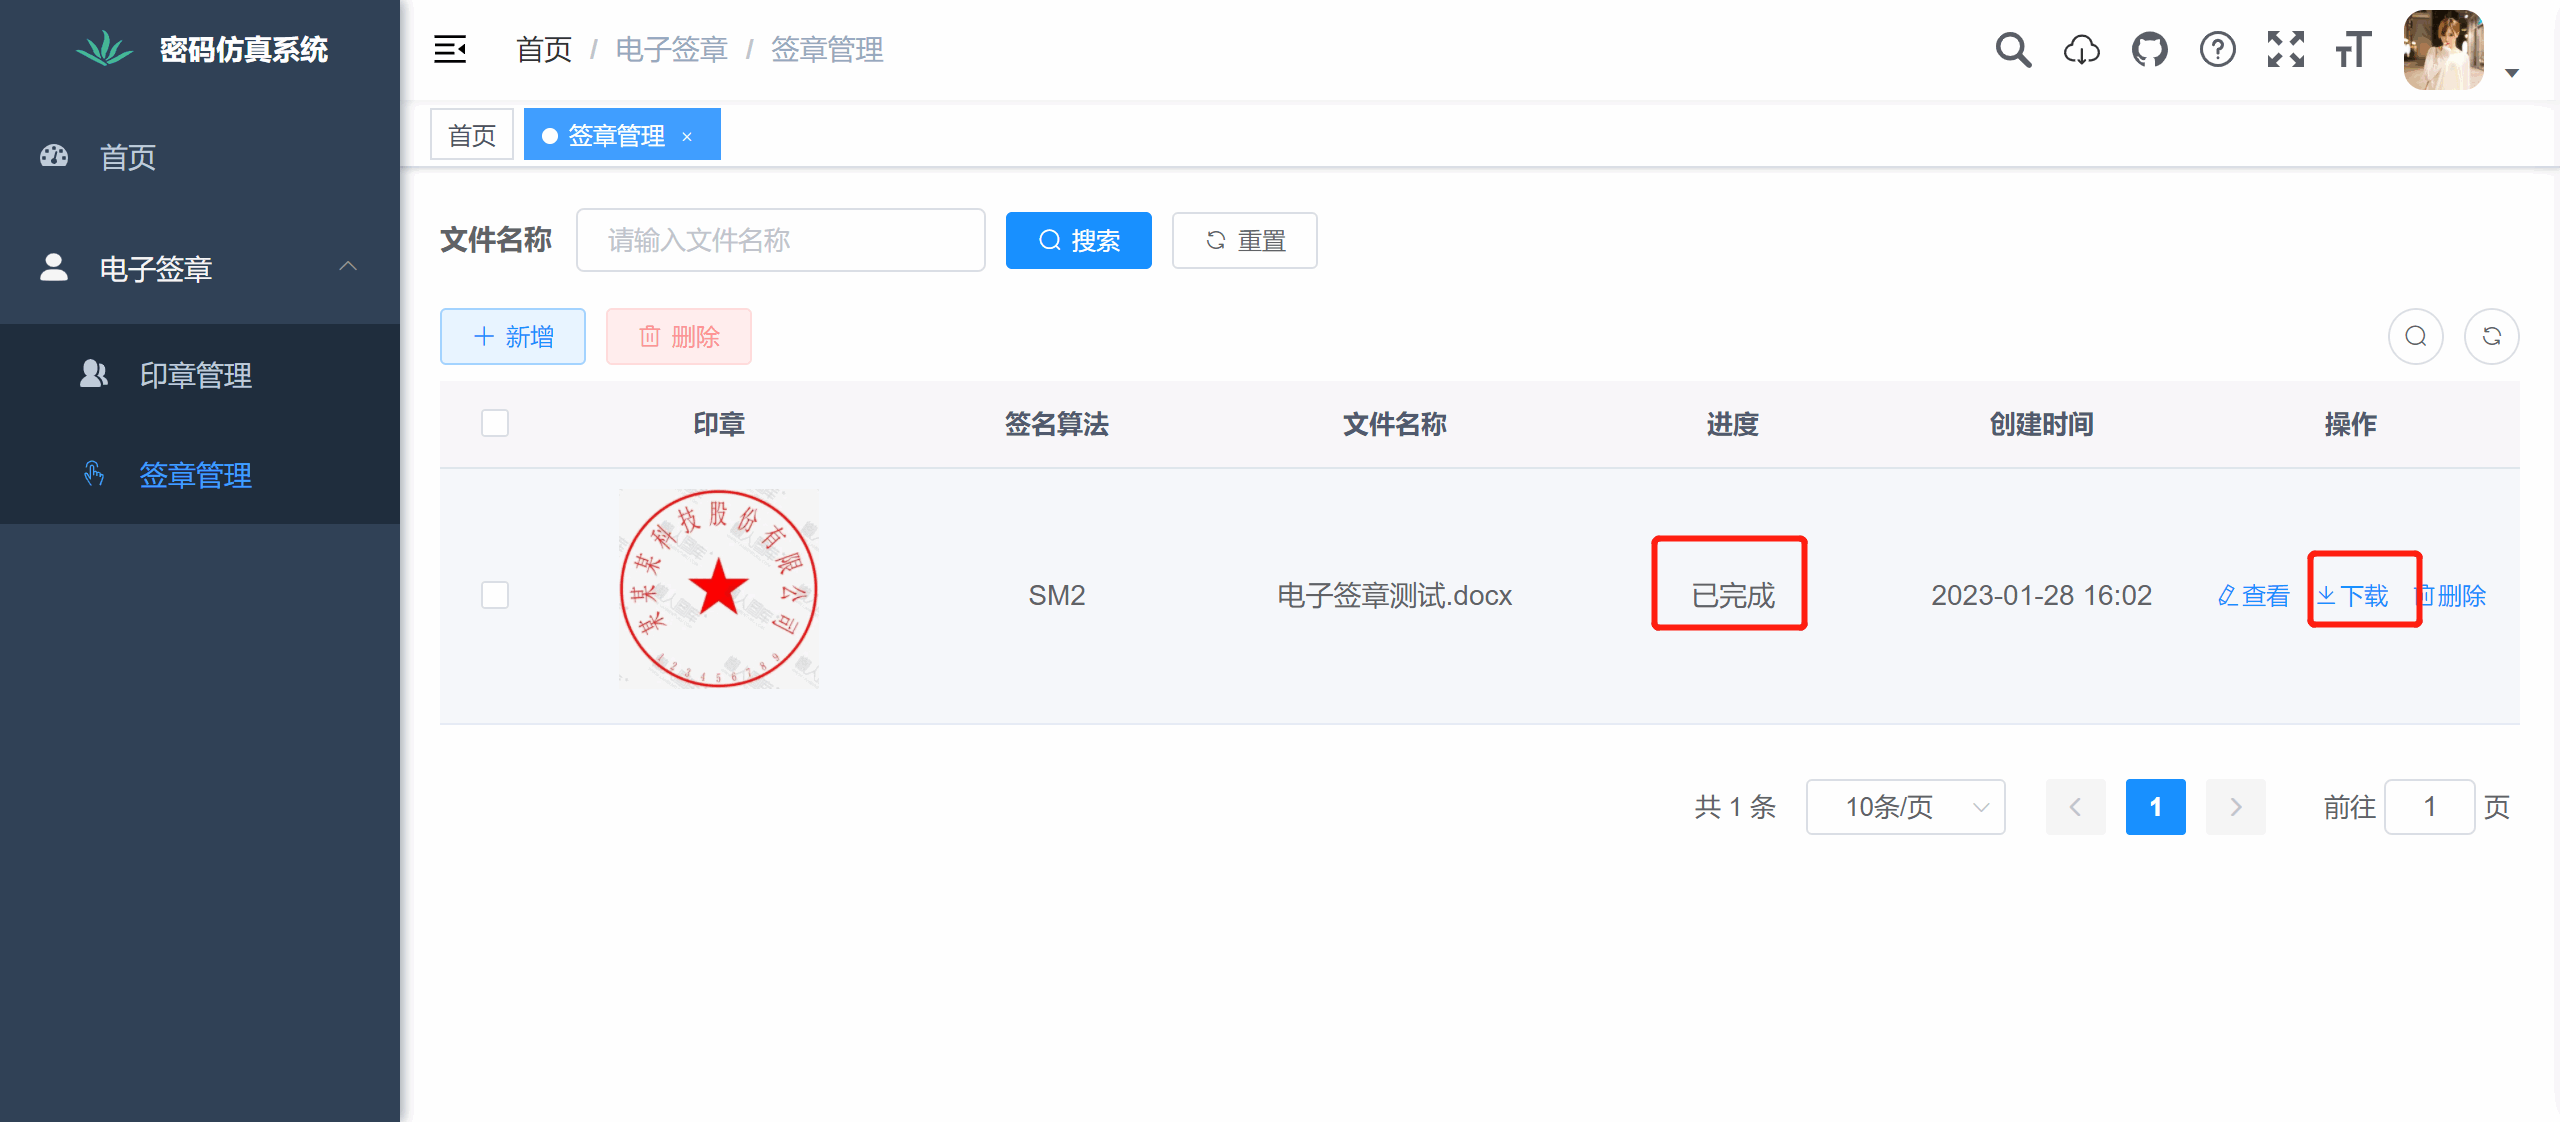 密码仿真系统
首页 / 电子签章 / 签章管理
首页
电子签章
印章管理
签章管理
首页
签章管理 ×
文件名称 请输入文件名称 搜索 重置
新增 删除
印章 签名算法 文件名称 进度 创建时间 操作
某某某某科技股份有限公司
SM2 电子签章测试.docx 已完成 2023-01-28 16:02 查看 下载 删除
共 1 条 10条/页 1 前往 1 页